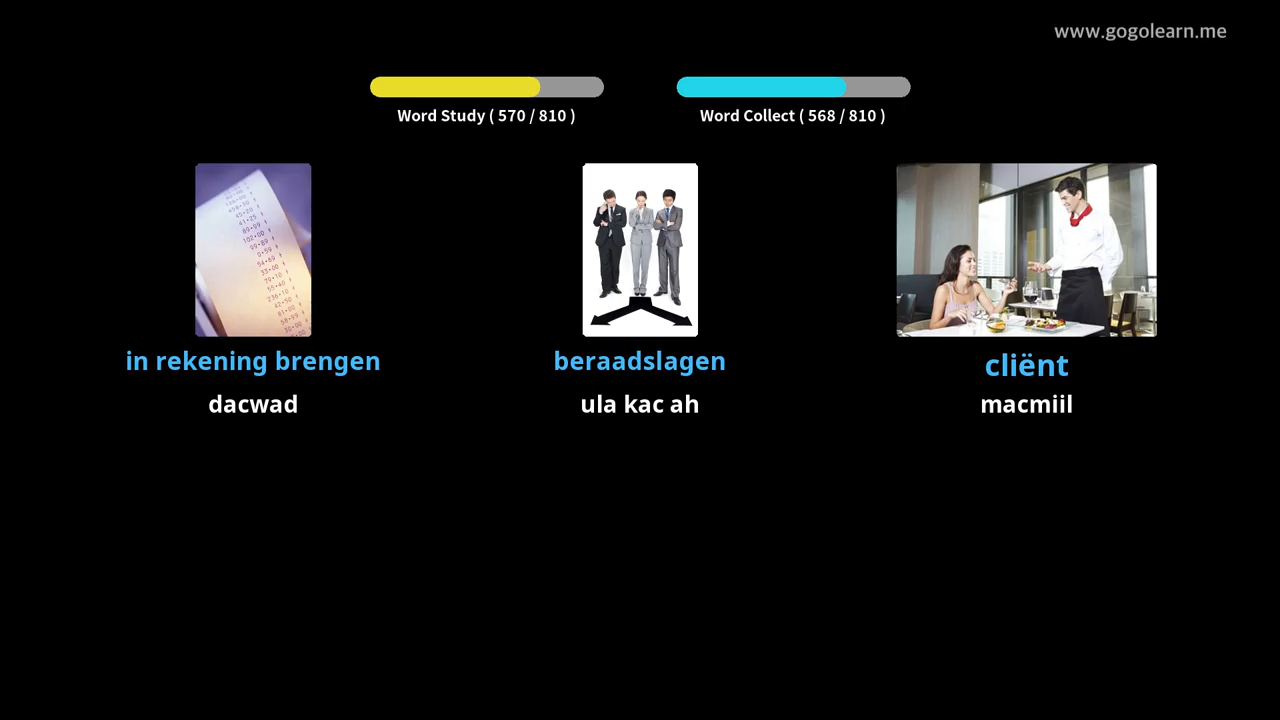 www.gogolearn.me
Word Study ( 570 / 810 )
Word Collect ( 568 / 810 )
in rekening brengen
beraadslagen
cliënt
dacwad
ula kac ah
macmiil